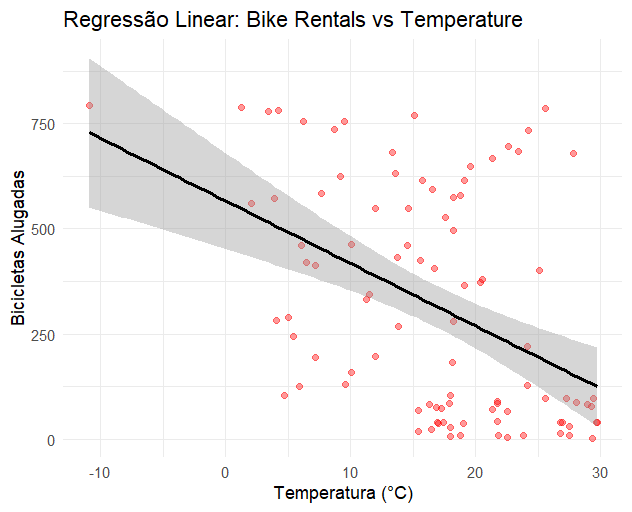 Regressão Linear: Bike Rentals vs Temperature
Bicicletas Alugadas
750
500
250
0
-10 0 10 20 30
Temperatura (°C)